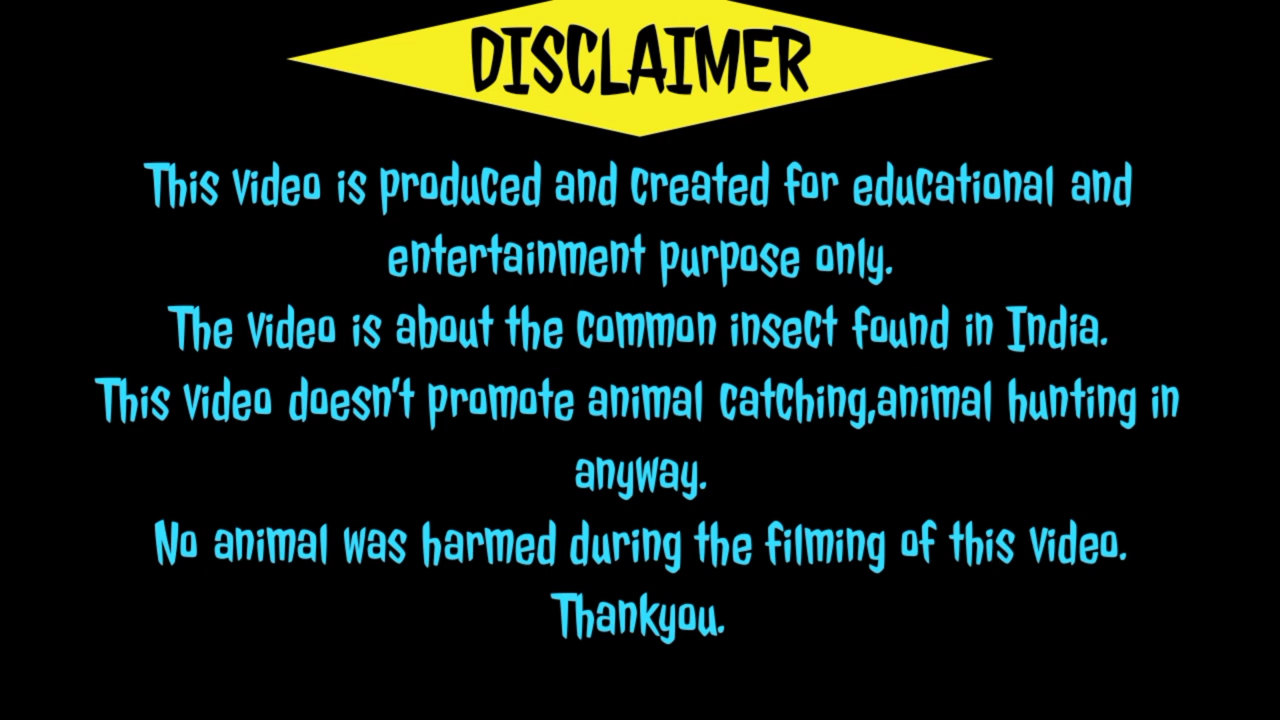 DISCLAIMER
This video is produced and created for educational and
entertainment purpose only.
The video is about the common insect found in India.
This video doesn't promote animal catching,animal hunting in
anyway.
No animal was harmed during the filming of this video.
Thankyou.